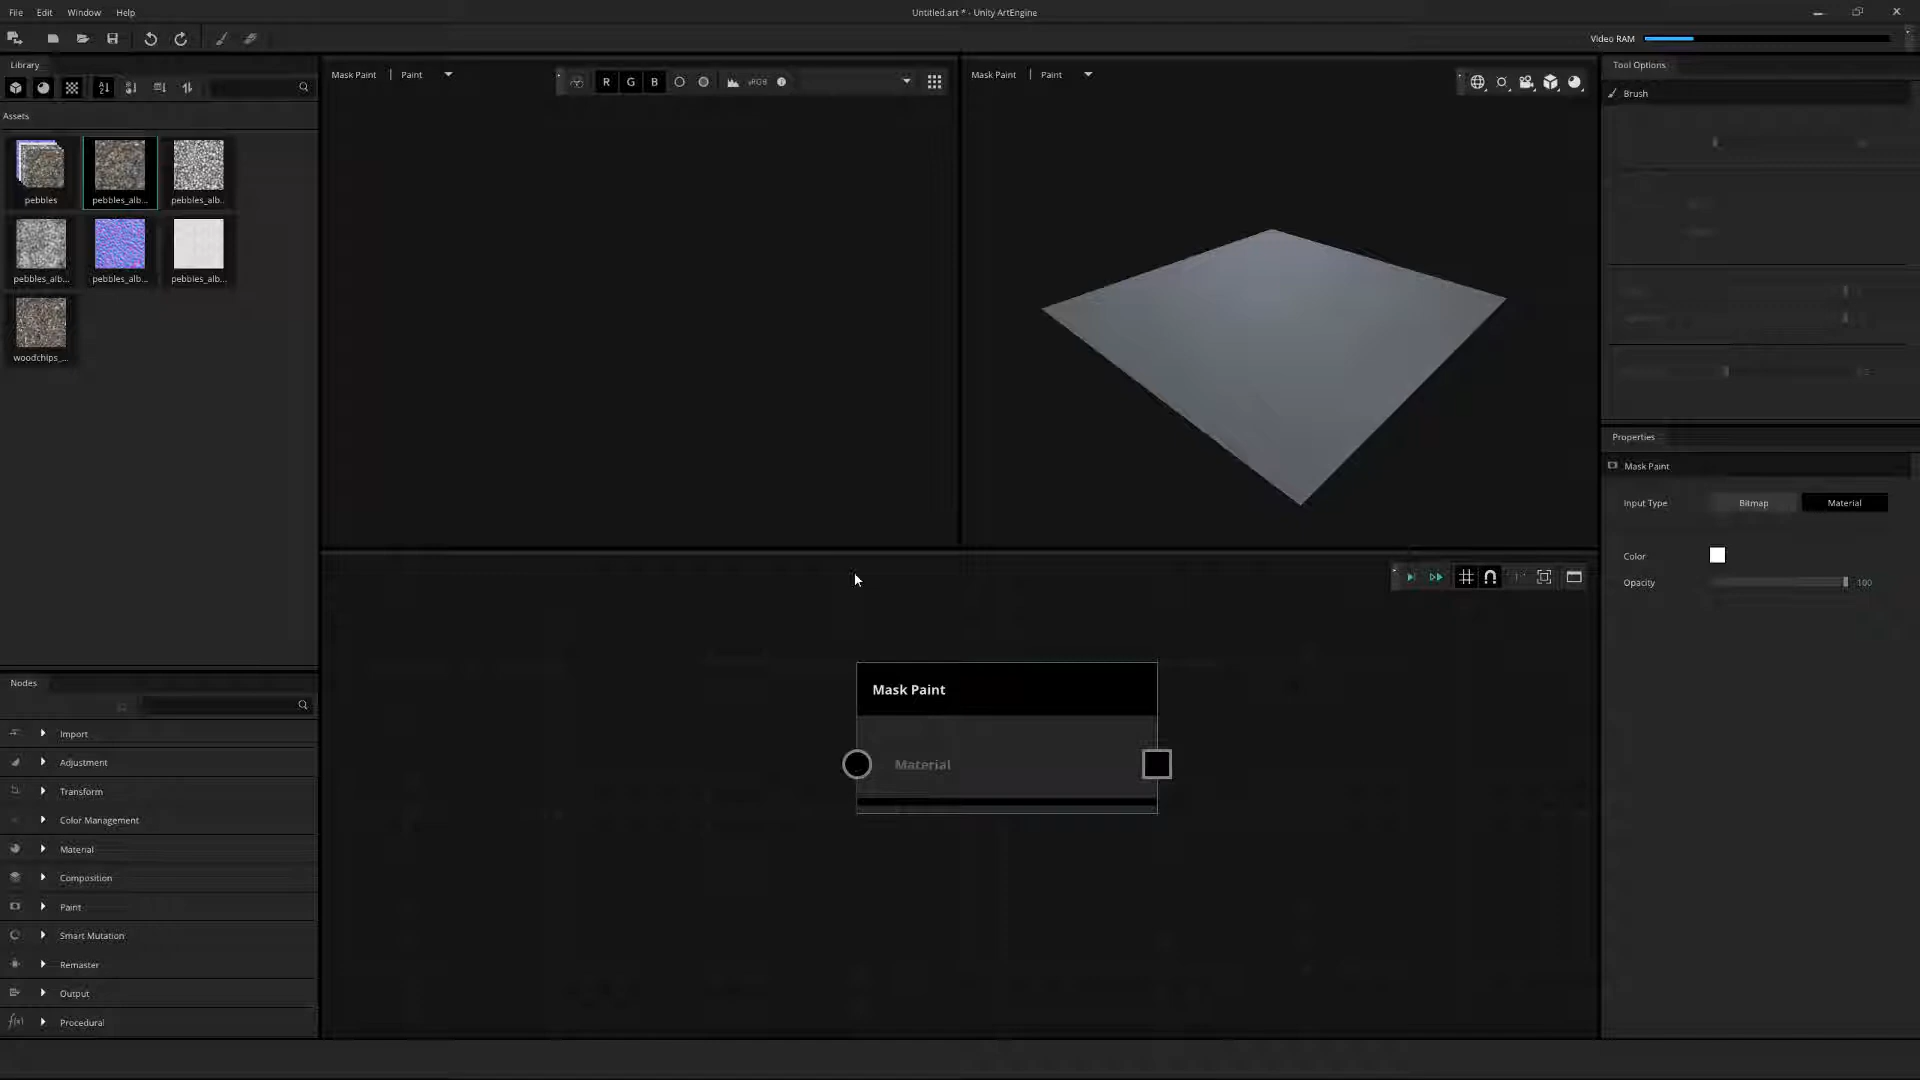 File Edit Window Help
Untitled.art * - Unity ArtEngine
Video RAM
Library
Mask Paint | Paint
R G B
sRGB
Mask Paint | Paint
Tool Options
Brush
Assets
pebbles
pebbles_alb...
pebbles_alb...
pebbles_alb...
pebbles_alb...
pebbles_alb...
woodchips_...
Properties
Mask Paint
Input Type Bitmap Material
Color
Opacity 100
Mask Paint
Material
Nodes
Import
Adjustment
Transform
Color Management
Material
Composition
Paint
Smart Mutation
Remaster
Output
f(x) Procedural